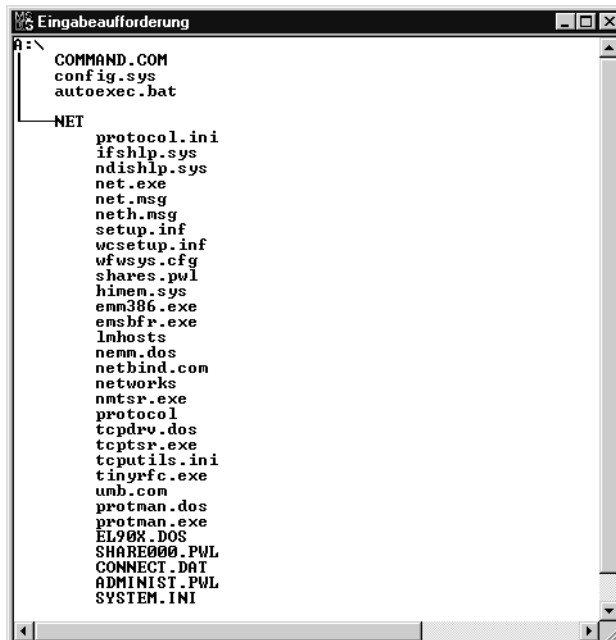 Eingabeaufforderung
A:\
COMMAND.COM
config.sys
autoexec.bat
NET
protocol.ini
ifshlp.sys
ndishlp.sys
net.exe
net.msg
neth.msg
setup.inf
wcsetup.inf
wfwsys.cfg
shares.pwl
himem.sys
emm386.exe
emsbfr.exe
lmhosts
nemm.dos
netbind.com
networks
nmtsr.exe
protocol
tcpdrv.dos
tcptsr.exe
tcputils.ini
tinyrfc.exe
umb.com
protman.dos
protman.exe
EL90X.DOS
SHARE000.PWL
CONNECT.DAT
ADMINIST.PWL
SYSTEM.INI